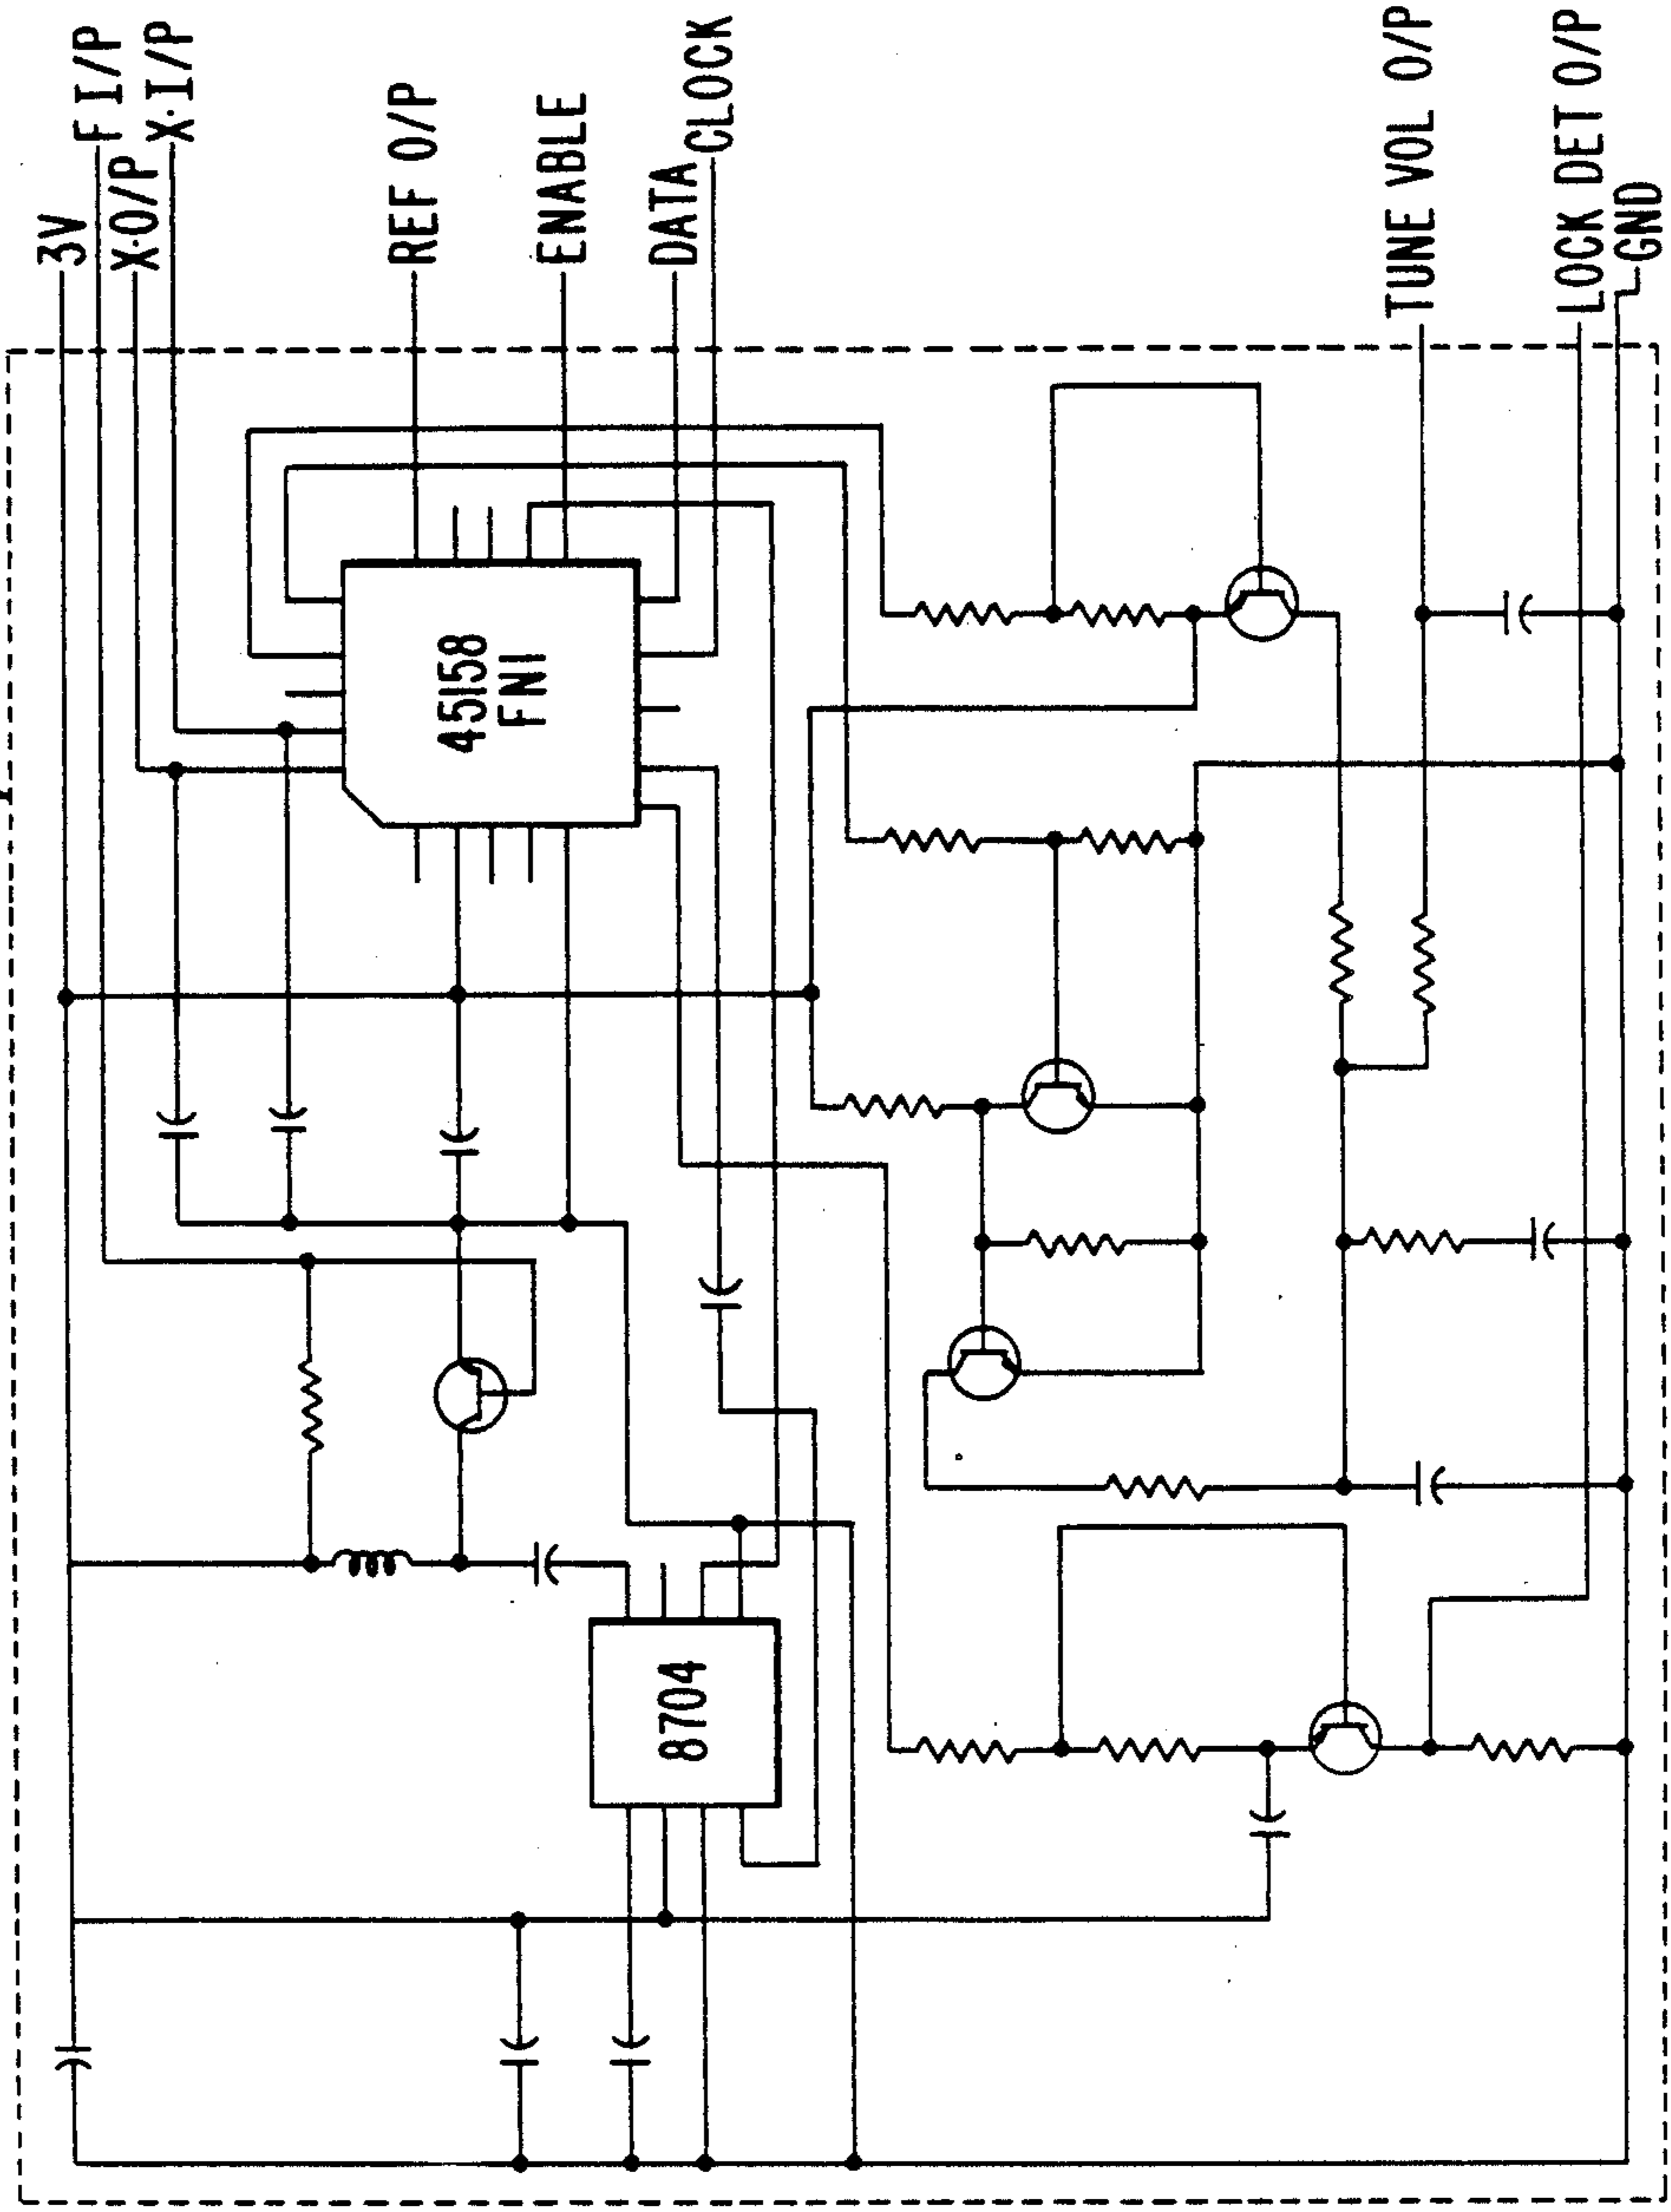 3V
F I/P
X·O/P
X·I/P
REF O/P
ENABLE
DATA
CLOCK
TUNE VOL O/P
LOCK DET O/P
GND
45158
FN1
8704